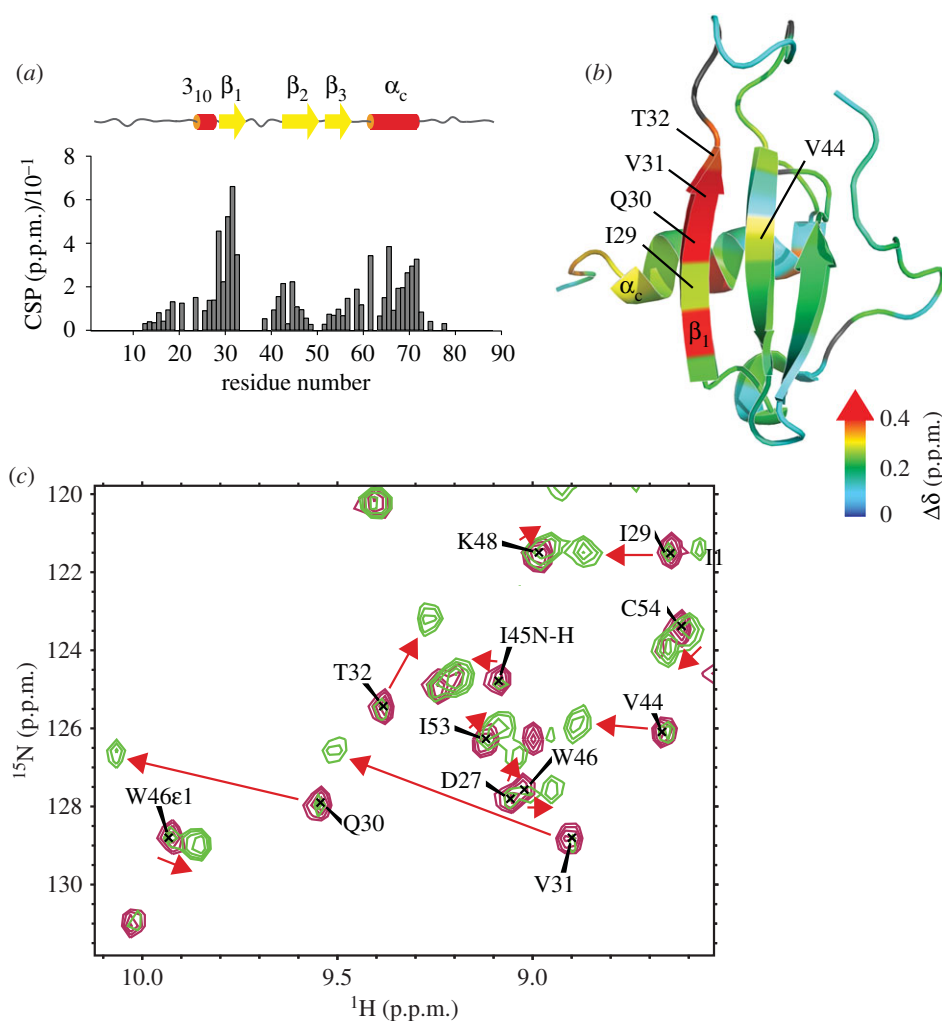 (a)
3₁₀ β₁ β₂ β₃ αc
CSP (p.p.m.)/10⁻¹
8
6
4
2
0
10 20 30 40 50 60 70 80 90
residue number
(b)
T32
V31
Q30
I29
V44
αc
β₁
0.4
0.2
0
Δδ (p.p.m.)
(c)
120
122
124
126
128
130
¹⁵N (p.p.m.)
K48
I29
I1
C54
I45N-H
T32
V44
I53
W46
D27
W46ε1
Q30
V31
10.0 9.5 9.0
¹H (p.p.m.)